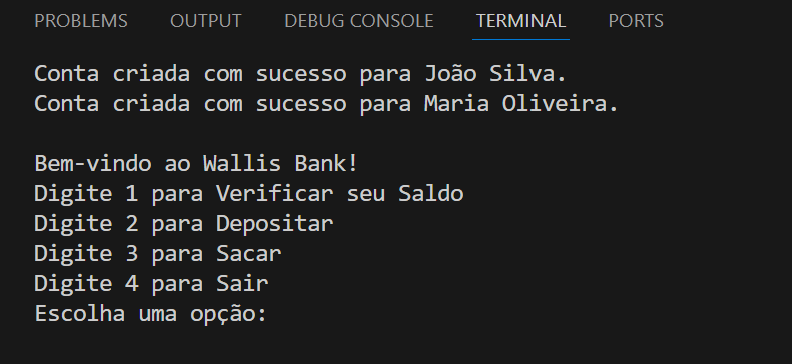 PROBLEMS OUTPUT DEBUG CONSOLE TERMINAL PORTS
Conta criada com sucesso para João Silva.
Conta criada com sucesso para Maria Oliveira.
Bem-vindo ao Wallis Bank!
Digite 1 para Verificar seu Saldo
Digite 2 para Depositar
Digite 3 para Sacar
Digite 4 para Sair
Escolha uma opção: